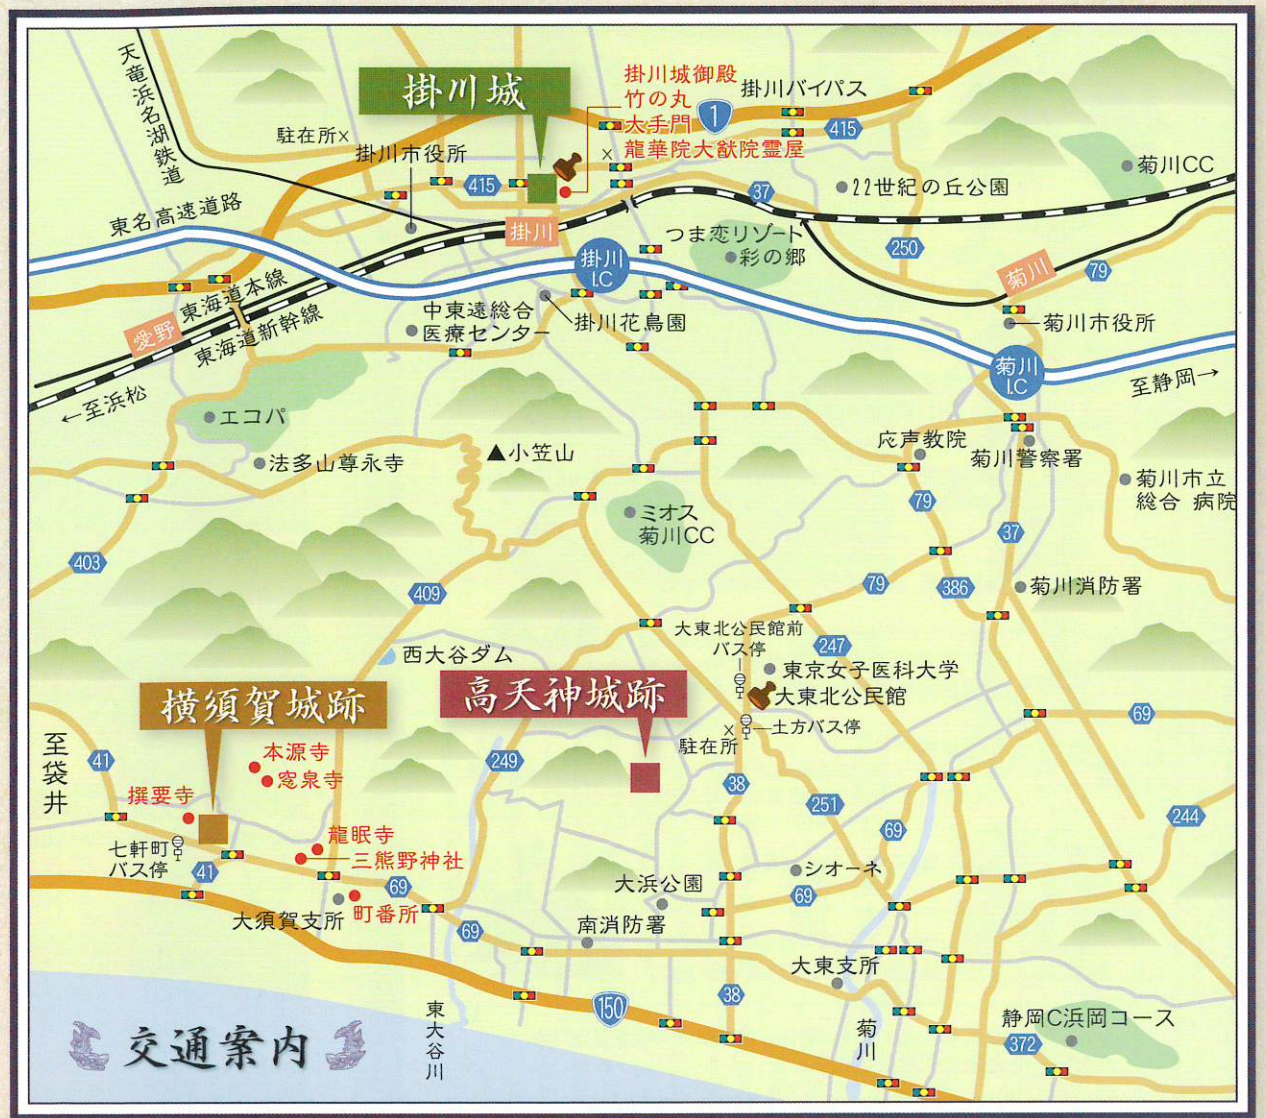 天竜浜名湖鉄道
掛川城
掛川城御殿
竹の丸
大手門
龍華院大猷院霊屋
1
掛川バイパス
415
駐在所×
×
掛川市役所
415
37
22世紀の丘公園
菊川CC
東名高速道路
掛川
つま恋リゾート
彩の郷
250
菊川
79
掛川
I.C
東海道本線
愛野
東海道新幹線
中東遠総合
医療センター
掛川花鳥園
菊川市役所
菊川
I.C
至静岡→
←至浜松
エコパ
法多山尊永寺
▲小笠山
応声教院
菊川警察署
菊川市立
総合 病院
79
ミオス
菊川CC
37
403
409
79
386
菊川消防署
大東北公民館前
バス停
247
西大谷ダム
東京女子医科大学
大東北公民館
横須賀城跡
高天神城跡
69
×
駐在所
土方バス停
至袋井
41
本源寺
窓泉寺
249
38
251
撰要寺
69
244
七軒町
バス停
龍眠寺
三熊野神社
41
69
シオーネ
大浜公園
69
大須賀支所
町番所
69
南消防署
大東支所
38
150
東大谷川
菊川
静岡C浜岡コース
372
交通案内